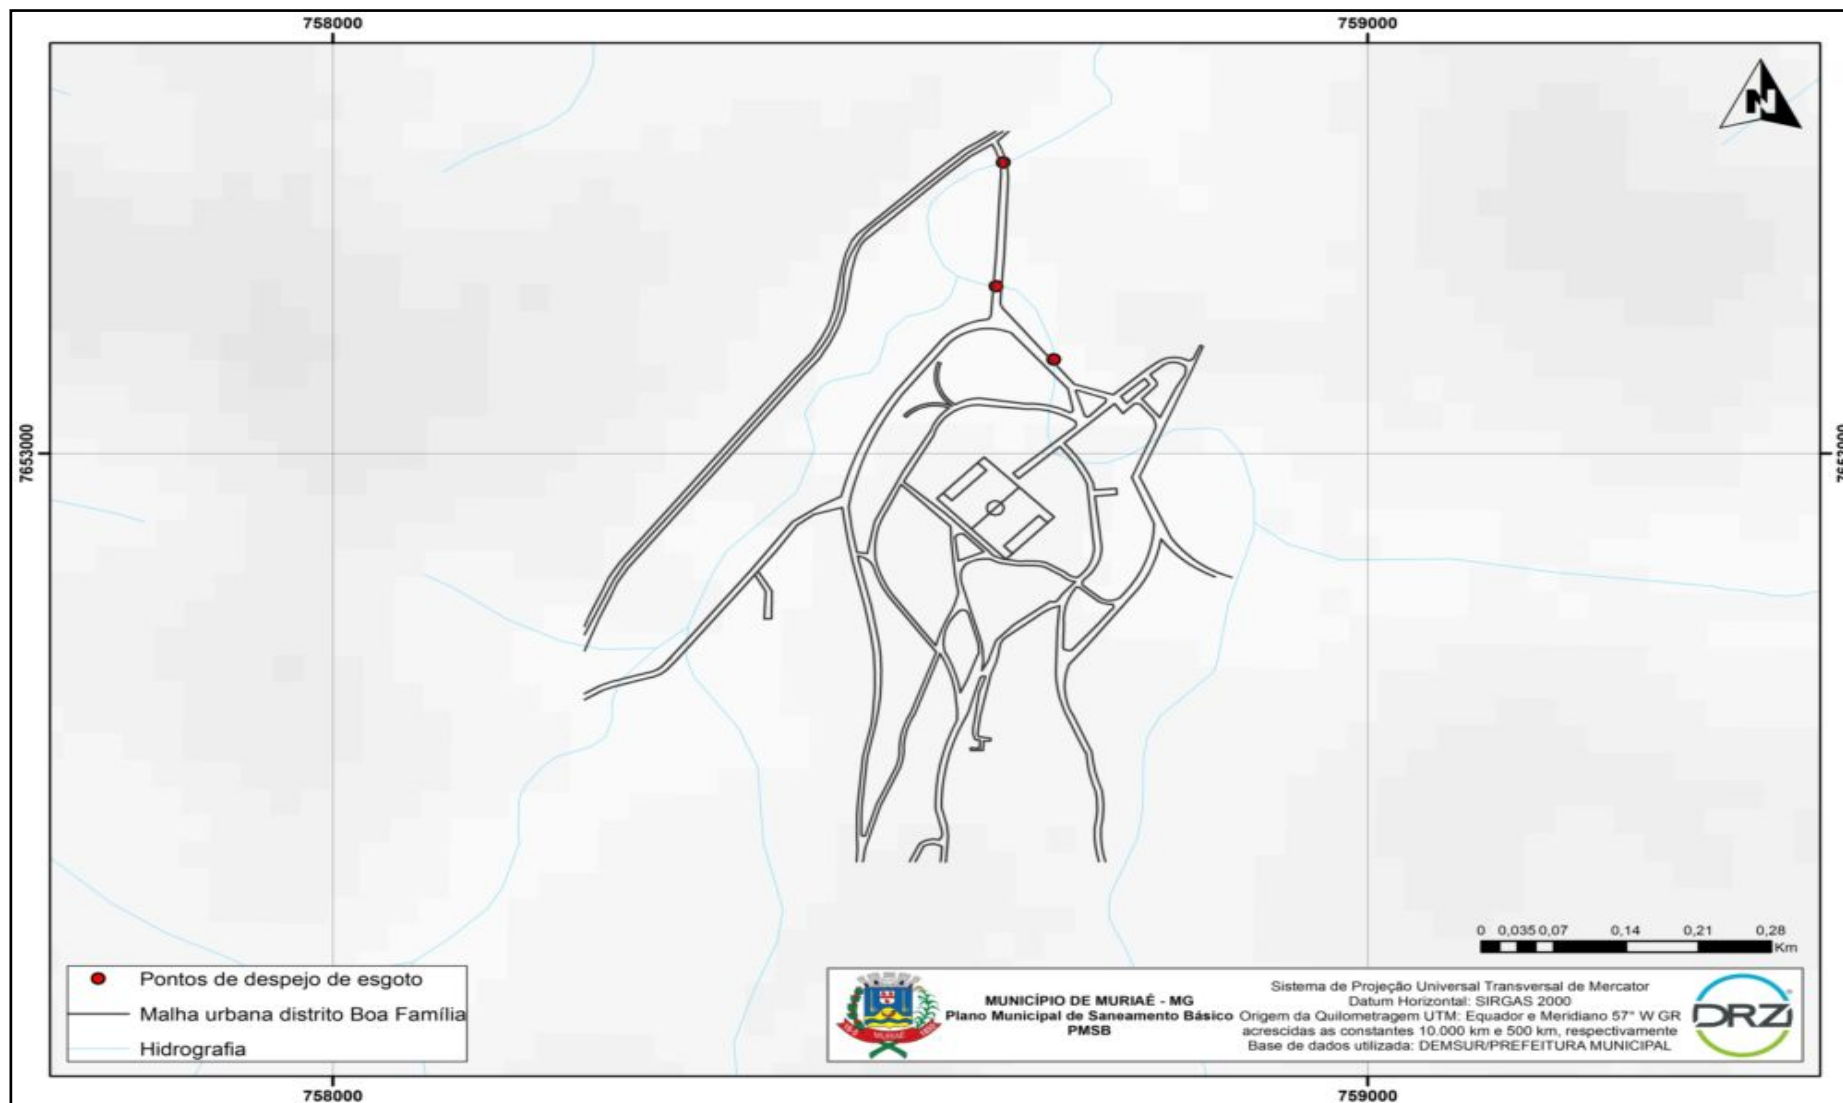 758000
759000
N
7653000
7653000
0 0,035 0,07 0,14 0,21 0,28
Km
Pontos de despejo de esgoto
Malha urbana distrito Boa Família
Hidrografia
MUNICÍPIO DE MURIAÉ - MG
Plano Municipal de Saneamento Básico
PMSB
MURIAÉ
Sistema de Projeção Universal Transversal de Mercator
Datum Horizontal: SIRGAS 2000
Origem da Quilometragem UTM: Equador e Meridiano 57° W GR
acrescidas as constantes 10.000 km e 500 km, respectivamente
Base de dados utilizada: DEMSUR/PREFEITURA MUNICIPAL
DRZ
758000
759000